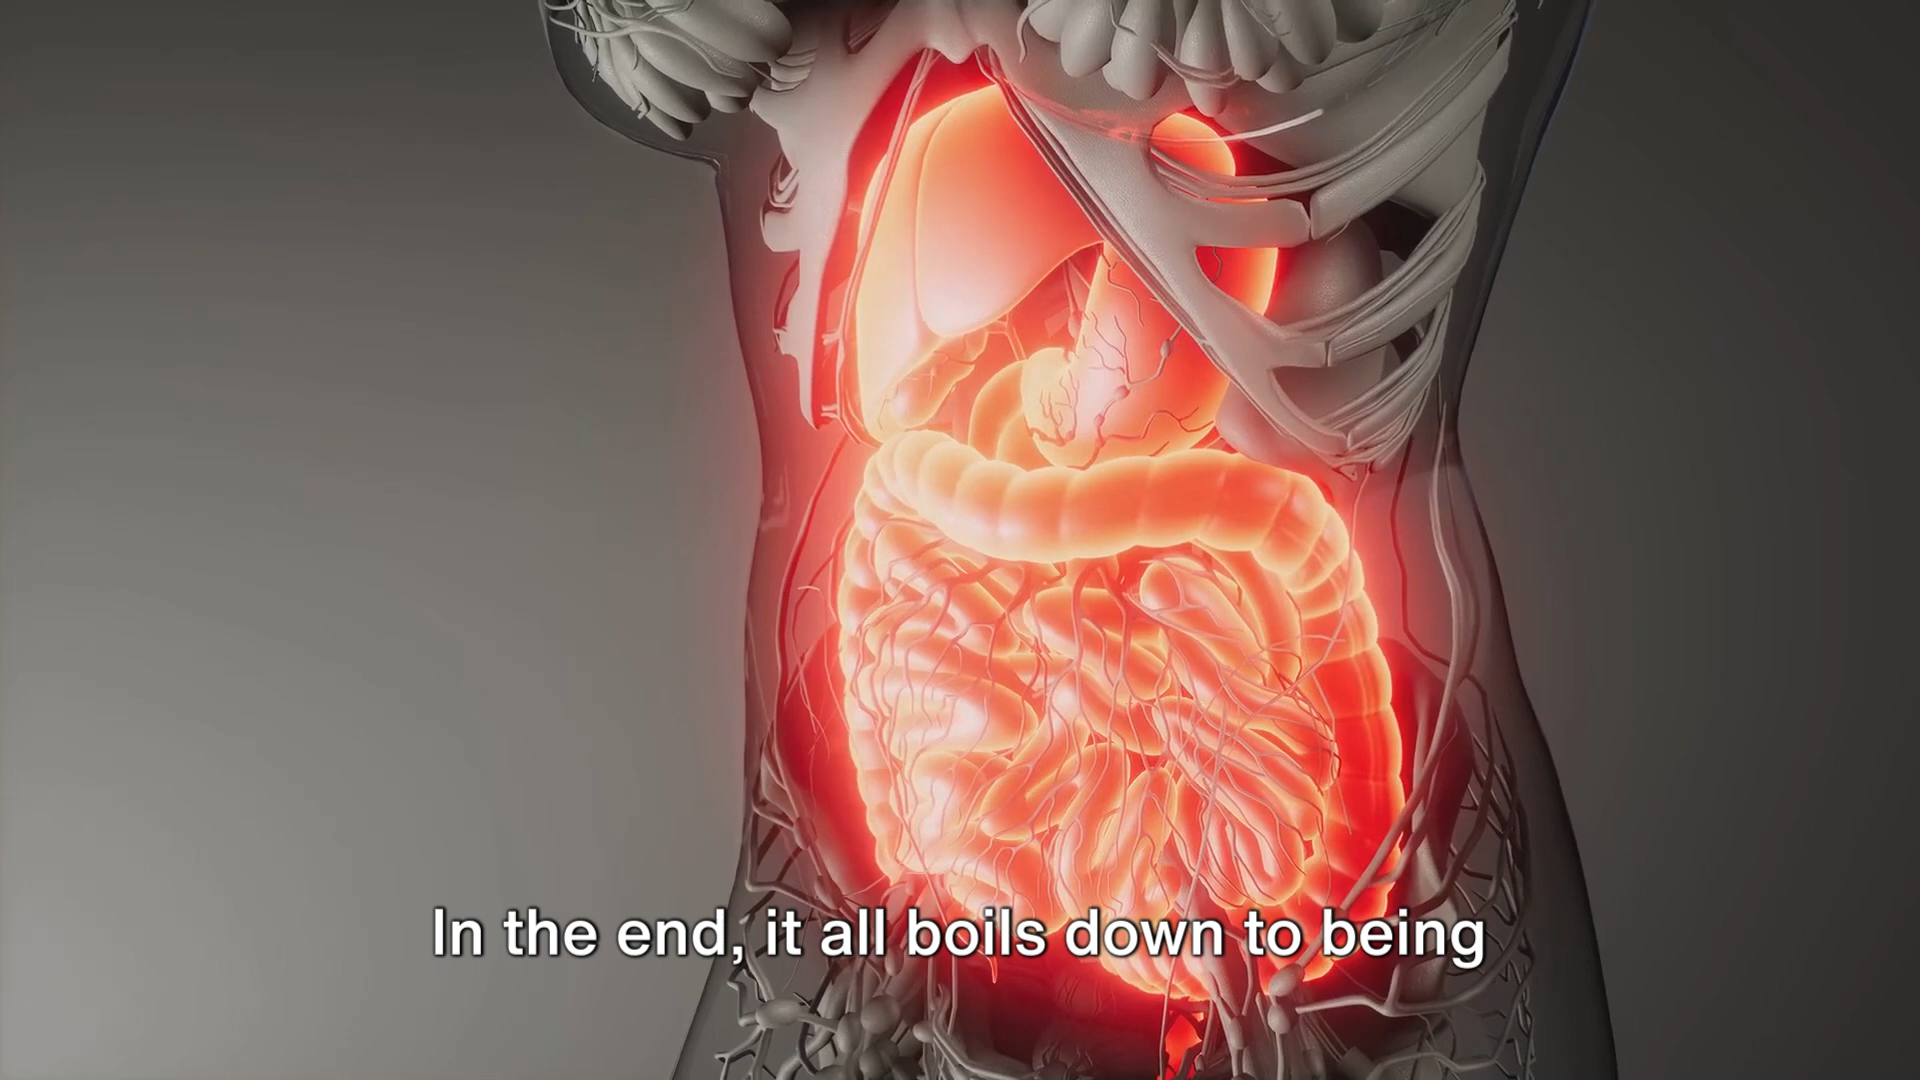 In the end, it all boils down to being